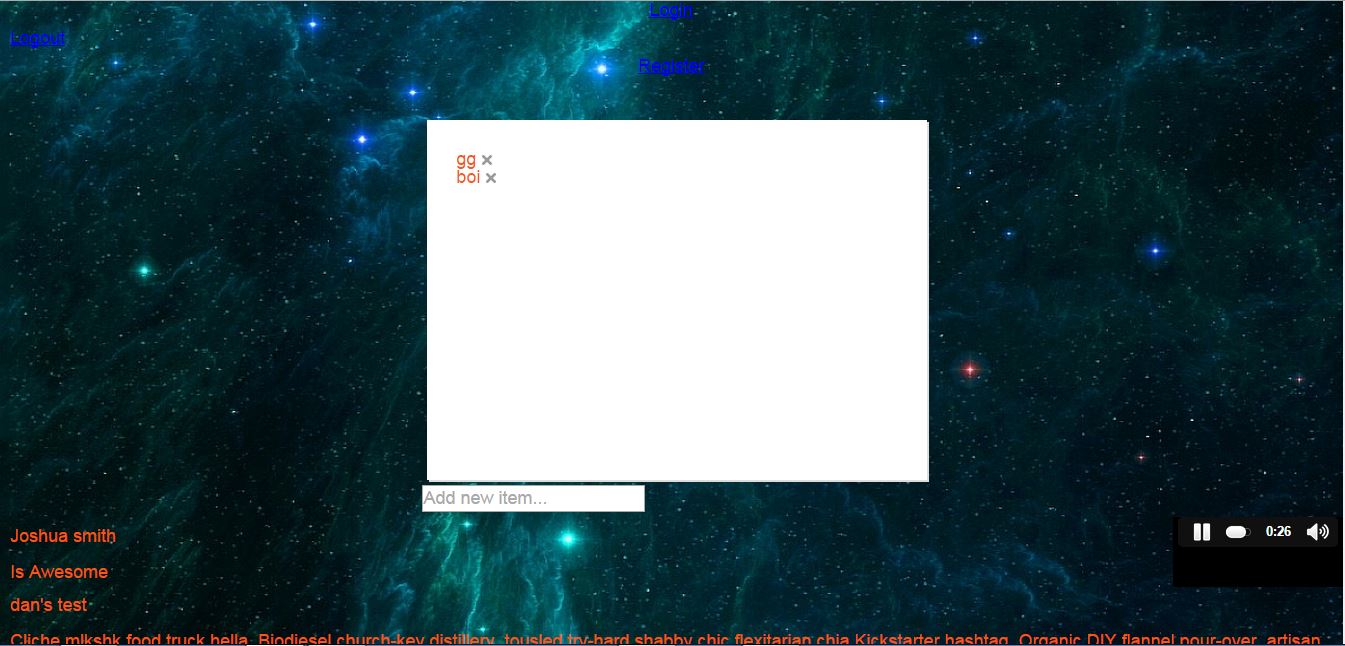 Login
Logout
Register
gg ×
boi ×
Add new item...
0:26
Joshua smith
Is Awesome
dan's test
Cliche mlkshk food truck hella. Biodiesel church-key distillery, tousled try-hard shabby chic flexitarian chia Kickstarter hashtag. Organic DIY flannel pour-over, artisan